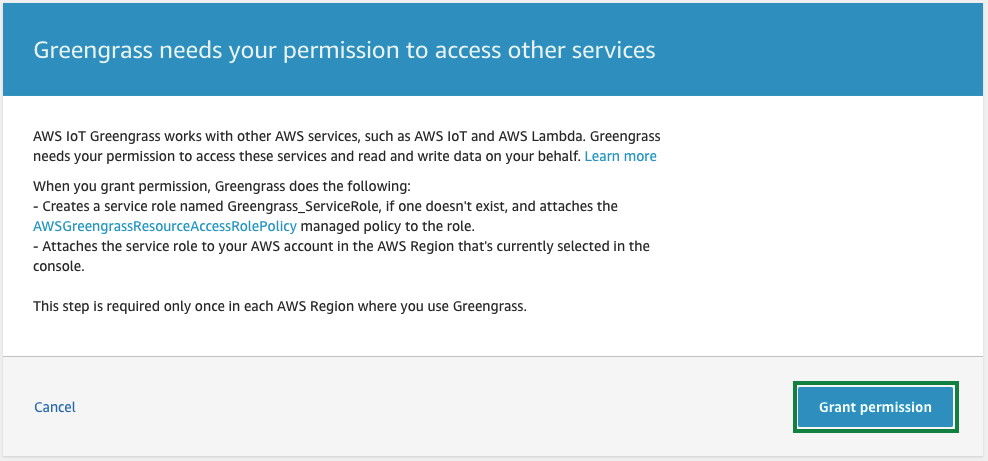 Greengrass needs your permission to access other services
AWS IoT Greengrass works with other AWS services, such as AWS IoT and AWS Lambda. Greengrass
needs your permission to access these services and read and write data on your behalf. Learn more
When you grant permission, Greengrass does the following:
- Creates a service role named Greengrass_ServiceRole, if one doesn't exist, and attaches the
AWSGreengrassResourceAccessRolePolicy managed policy to the role.
- Attaches the service role to your AWS account in the AWS Region that's currently selected in the
console.
This step is required only once in each AWS Region where you use Greengrass.
Cancel
Grant permission